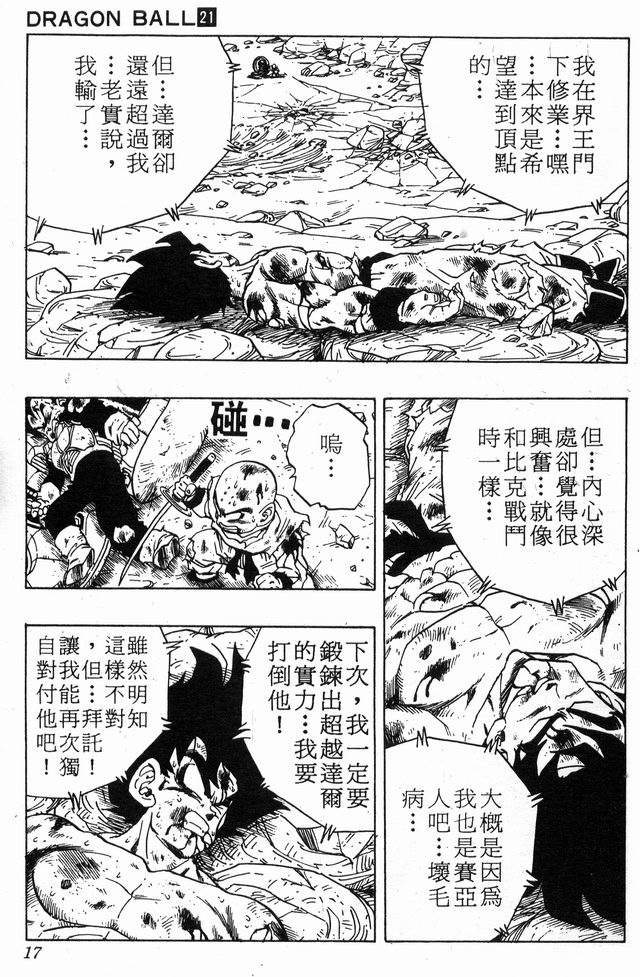 DRAGON BALL 21
我在界王門
下修業…嘿
…本來是希
望達到頂點
的…
但…達爾卻
還遠超過我
…老實說，
我輸了…
但…內心深
處卻覺得很
興奮…就像
和比克戰鬥
時一樣…
大概是因為
我也是賽亞
人吧…壞毛
病…
嗚…
碰…
下次，我一定要
鍛鍊出超越達爾
的實力…我要
打倒他！
雖然明知
這樣不對
，但…拜託！
讓我能再次獨
自對付他吧！
17